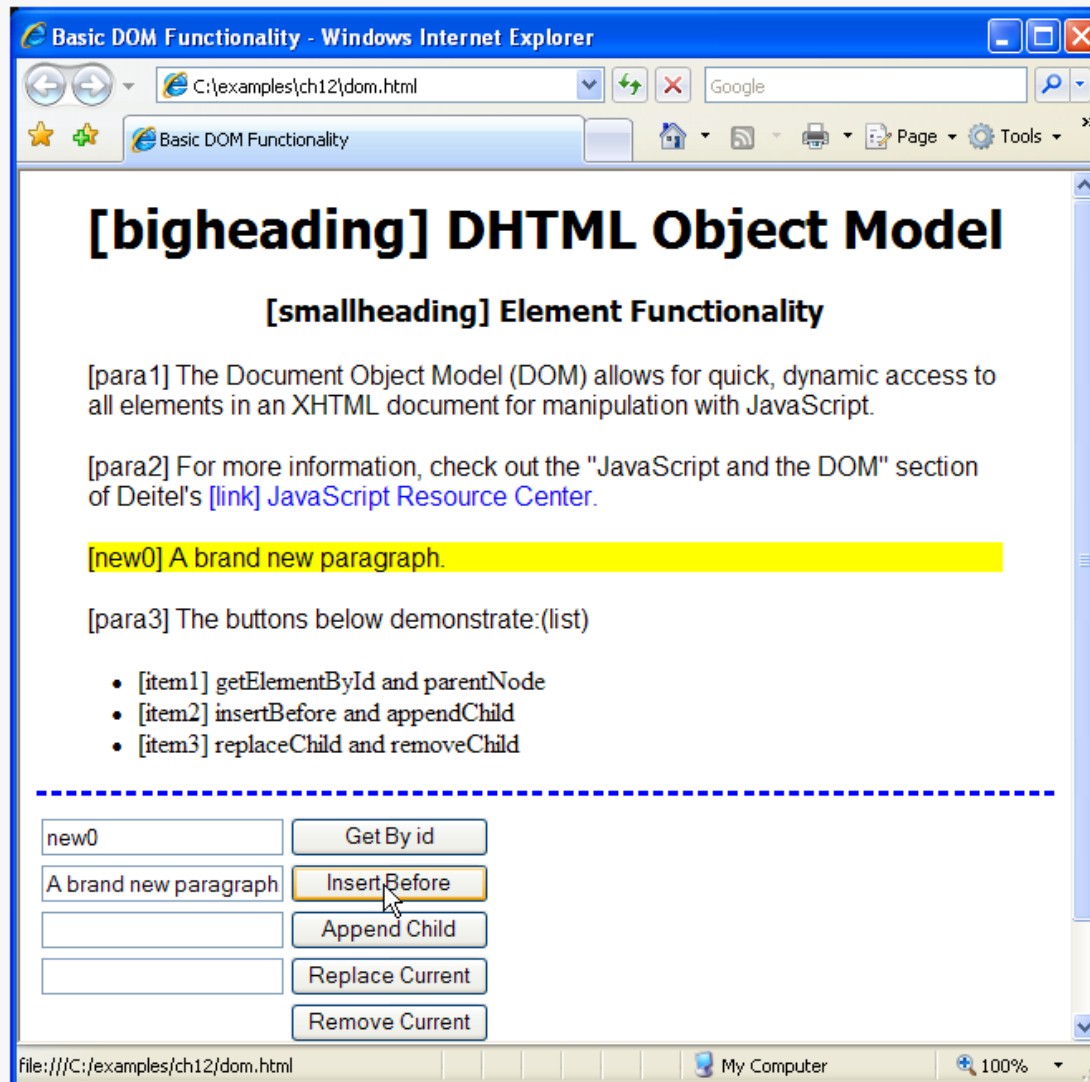 Basic DOM Functionality - Windows Internet Explorer
C:\examples\ch12\dom.html
Google
Basic DOM Functionality
Page
Tools
»
[bigheading] DHTML Object Model
[smallheading] Element Functionality
[para1] The Document Object Model (DOM) allows for quick, dynamic access to
all elements in an XHTML document for manipulation with JavaScript.
[para2] For more information, check out the "JavaScript and the DOM" section
of Deitel's [link] JavaScript Resource Center.
[new0] A brand new paragraph.
[para3] The buttons below demonstrate:(list)
• [item1] getElementById and parentNode
• [item2] insertBefore and appendChild
• [item3] replaceChild and removeChild
new0 Get By id
A brand new paragraph Insert Before
Append Child
Replace Current
Remove Current
file:///C:/examples/ch12/dom.html My Computer 100%